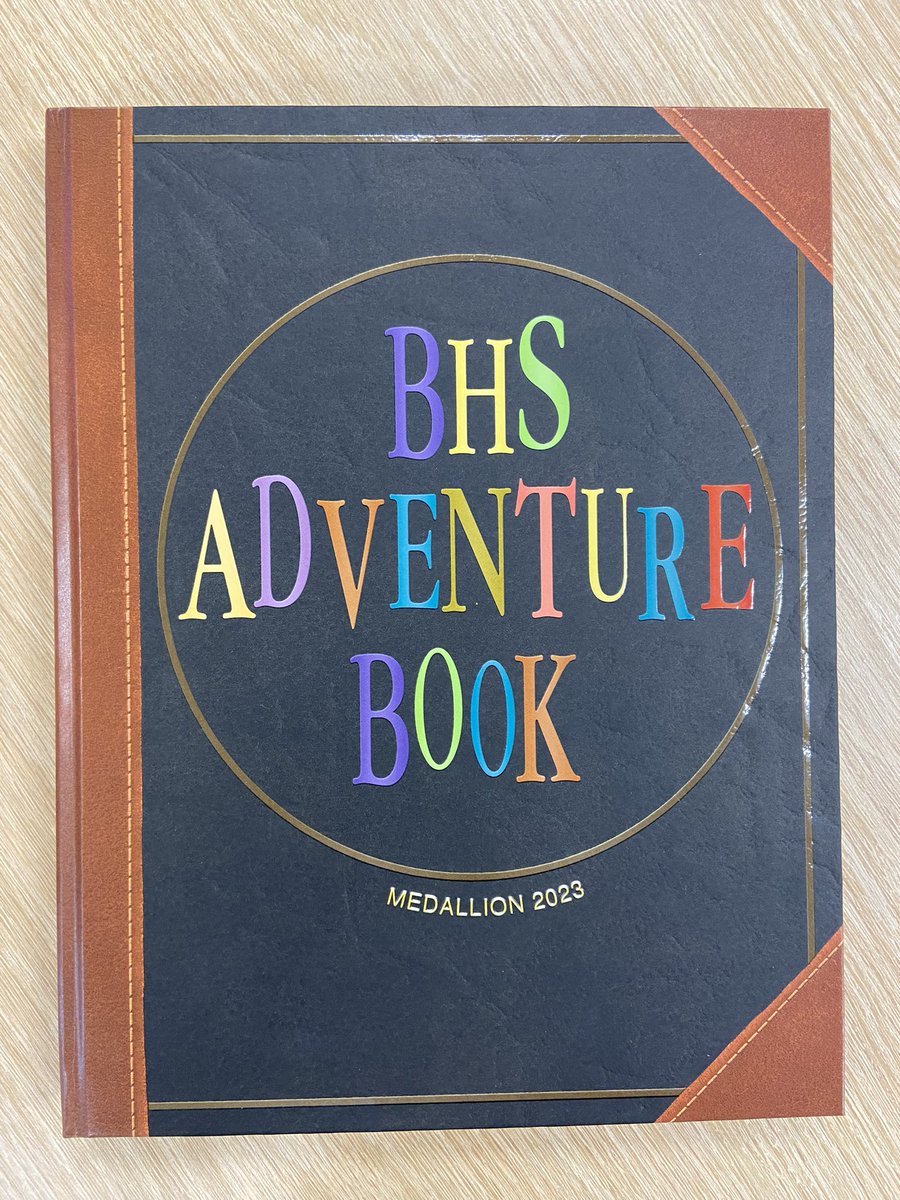 BHS
ADVENTURE
BOOK
MEDALLION 2023